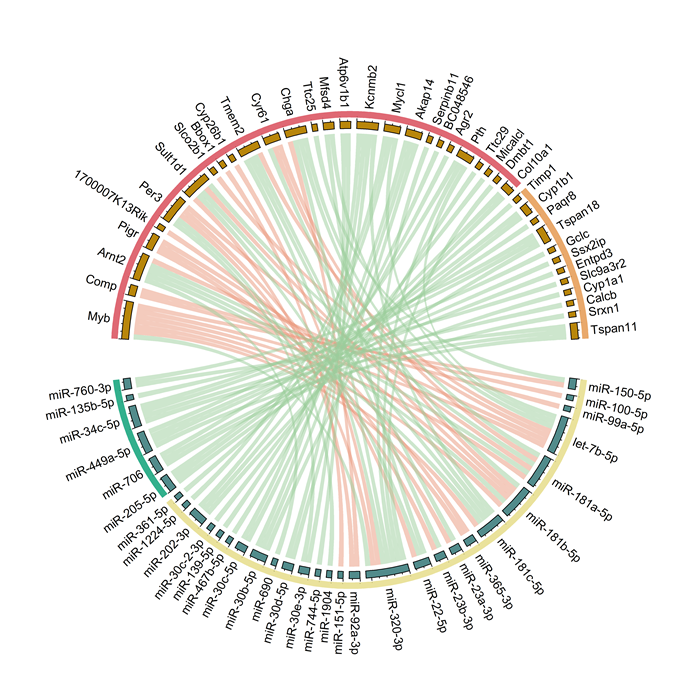 Myb
Comp
Arnt2
Pigr
1700007K13Rik
Per3
Sult1d1
Slco2b1
Bbox1
Cyp26b1
Tmem2
Cyr61
Chga
Ttc25
Mfsd4
Atp6v1b1
Kcnmb2
Mycl1
Akap14
Serpinb11
BC048546
Agr2
Pth
Ttc29
Micalcl
Dmbt1
Col10a1
Timp1
Cyp1b1
Paqr8
Tspan18
Gclc
Ssx2ip
Entpd3
Slc9a3r2
Cyp1a1
Calcb
Srxn1
Tspan11
miR-150-5p
miR-100-5p
miR-99a-5p
let-7b-5p
miR-181a-5p
miR-181b-5p
miR-181c-5p
miR-365-3p
miR-23a-3p
miR-23b-3p
miR-22-5p
miR-320-3p
miR-92a-3p
miR-151-5p
miR-1904
miR-744-5p
miR-30e-3p
miR-30d-5p
miR-690
miR-30b-5p
miR-30c-5p
miR-467b-5p
miR-139-5p
miR-30c-2-3p
miR-202-3p
miR-1224-5p
miR-361-5p
miR-205-5p
miR-706
miR-449a-5p
miR-34c-5p
miR-135b-5p
miR-760-3p